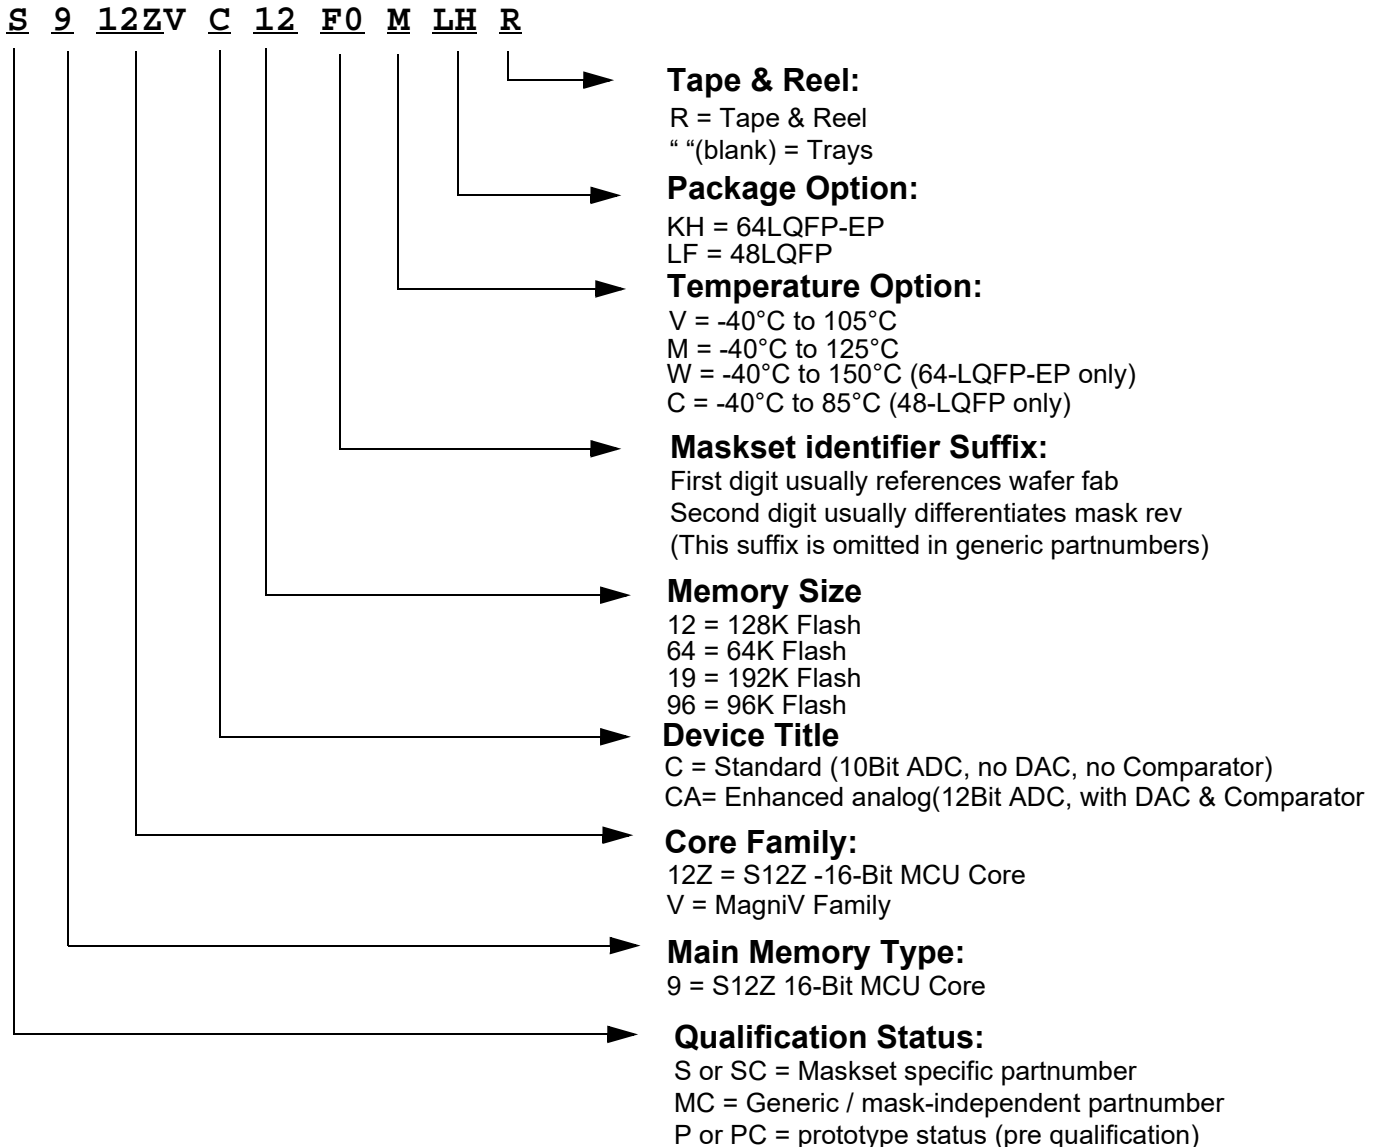 S 9 12ZV C 12 F0 M LH R
Tape & Reel:
R = Tape & Reel
“ “(blank) = Trays
Package Option:
KH = 64LQFP-EP
LF = 48LQFP
Temperature Option:
V = -40°C to 105°C
M = -40°C to 125°C
W = -40°C to 150°C (64-LQFP-EP only)
C = -40°C to 85°C (48-LQFP only)
Maskset identifier Suffix:
First digit usually references wafer fab
Second digit usually differentiates mask rev
(This suffix is omitted in generic partnumbers)
Memory Size
12 = 128K Flash
64 = 64K Flash
19 = 192K Flash
96 = 96K Flash
Device Title
C = Standard (10Bit ADC, no DAC, no Comparator)
CA= Enhanced analog(12Bit ADC, with DAC & Comparator
Core Family:
12Z = S12Z -16-Bit MCU Core
V = MagniV Family
Main Memory Type:
9 = S12Z 16-Bit MCU Core
Qualification Status:
S or SC = Maskset specific partnumber
MC = Generic / mask-independent partnumber
P or PC = prototype status (pre qualification)